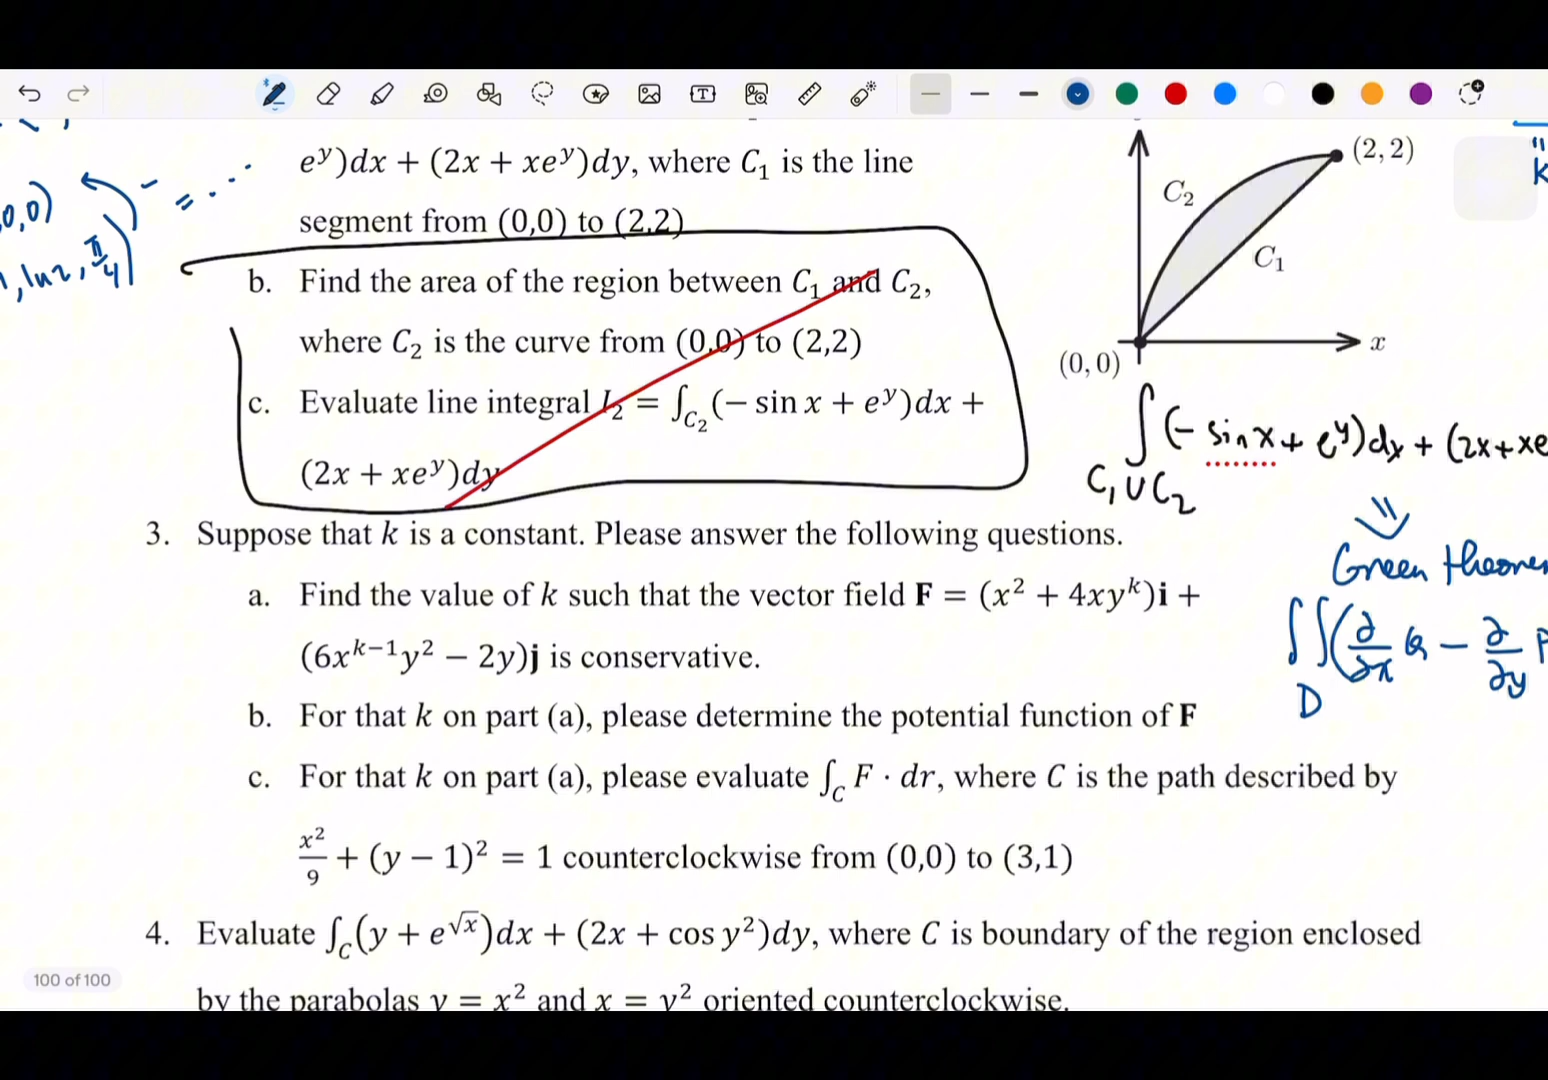 e^y)dx + (2x + xe^y)dy, where C₁ is the line
segment from (0,0) to (2,2)
b. Find the area of the region between C₁ and C₂,
where C₂ is the curve from (0,0) to (2,2)
c. Evaluate line integral I₂ = ∫_C₂ (− sin x + e^y)dx +
(2x + xe^y)dy
3. Suppose that k is a constant. Please answer the following questions.
a. Find the value of k such that the vector field F = (x² + 4xy^k)i +
(6x^(k−1)y² − 2y)j is conservative.
b. For that k on part (a), please determine the potential function of F
c. For that k on part (a), please evaluate ∫_C F · dr, where C is the path described by
x²/9 + (y − 1)² = 1 counterclockwise from (0,0) to (3,1)
4. Evaluate ∫_C (y + e^√x)dx + (2x + cos y²)dy, where C is boundary of the region enclosed
by the parabolas y = x² and x = y² oriented counterclockwise.
100 of 100
0,0)
= ...
1, ln 2, π/4)
(2, 2)
C₂
C₁
(0, 0)
x
k
∫ (− sin x + e^y)dx + (2x+xe
C₁ ∪ C₂
Green theorem
∬ (∂/∂x Q − ∂/∂y P
D